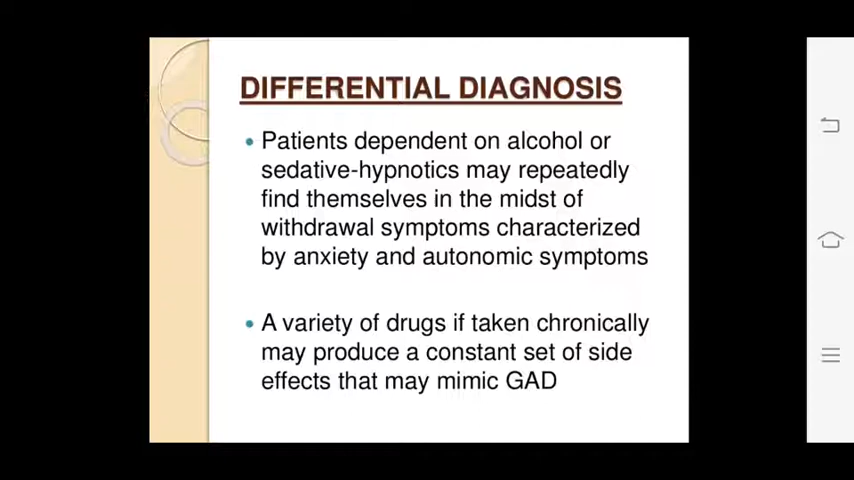 DIFFERENTIAL DIAGNOSIS
• Patients dependent on alcohol or
sedative-hypnotics may repeatedly
find themselves in the midst of
withdrawal symptoms characterized
by anxiety and autonomic symptoms
• A variety of drugs if taken chronically
may produce a constant set of side
effects that may mimic GAD